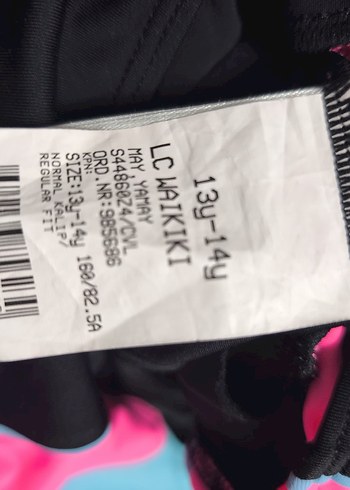 13y-14y
LC WAIKIKI
MAY, YAMAY
S44860Z4/CVL
ORD.NR:985686
KPN:
SIZE:13y-14y 160/82.5A
NORMAL KALIP/
REGULAR FIT